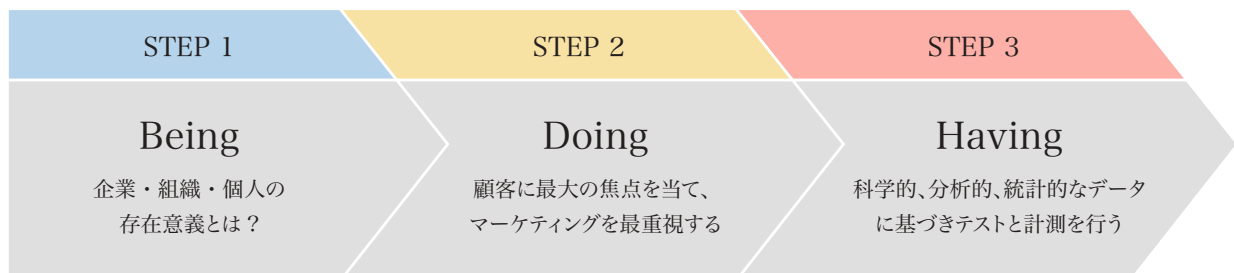 STEP 1
Being
企業・組織・個人の
存在意義とは？
STEP 2
Doing
顧客に最大の焦点を当て、
マーケティングを最重視する
STEP 3
Having
科学的、分析的、統計的なデータ
に基づきテストと計測を行う